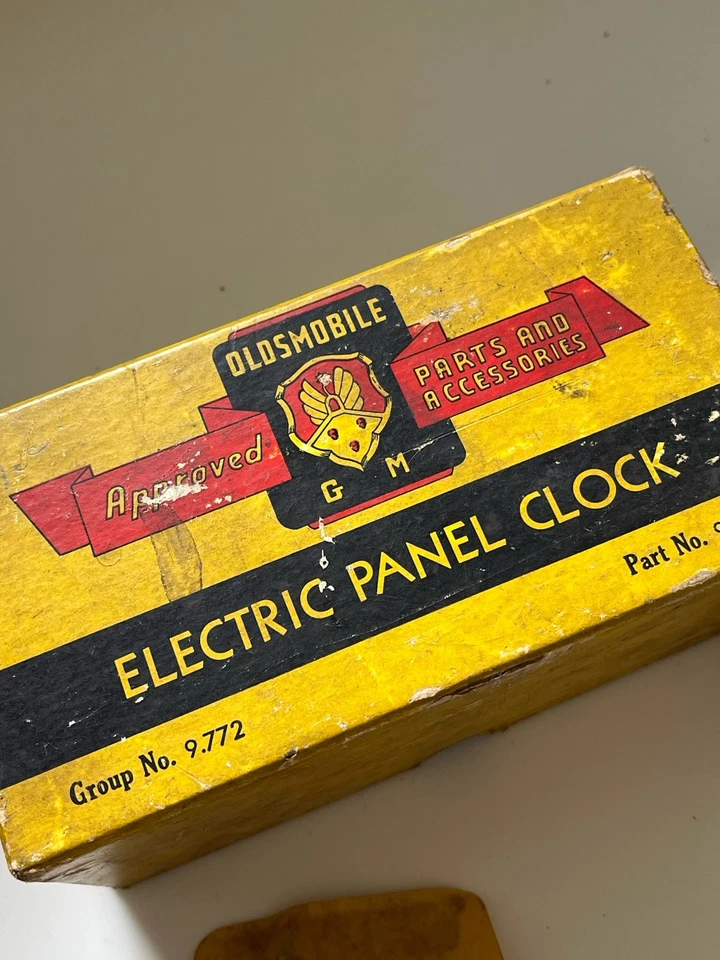 OLDSMOBILE
Approved
PARTS AND
ACCESSORIES
G M
ELECTRIC PANEL CLOCK
Group No. 9.772
Part No.